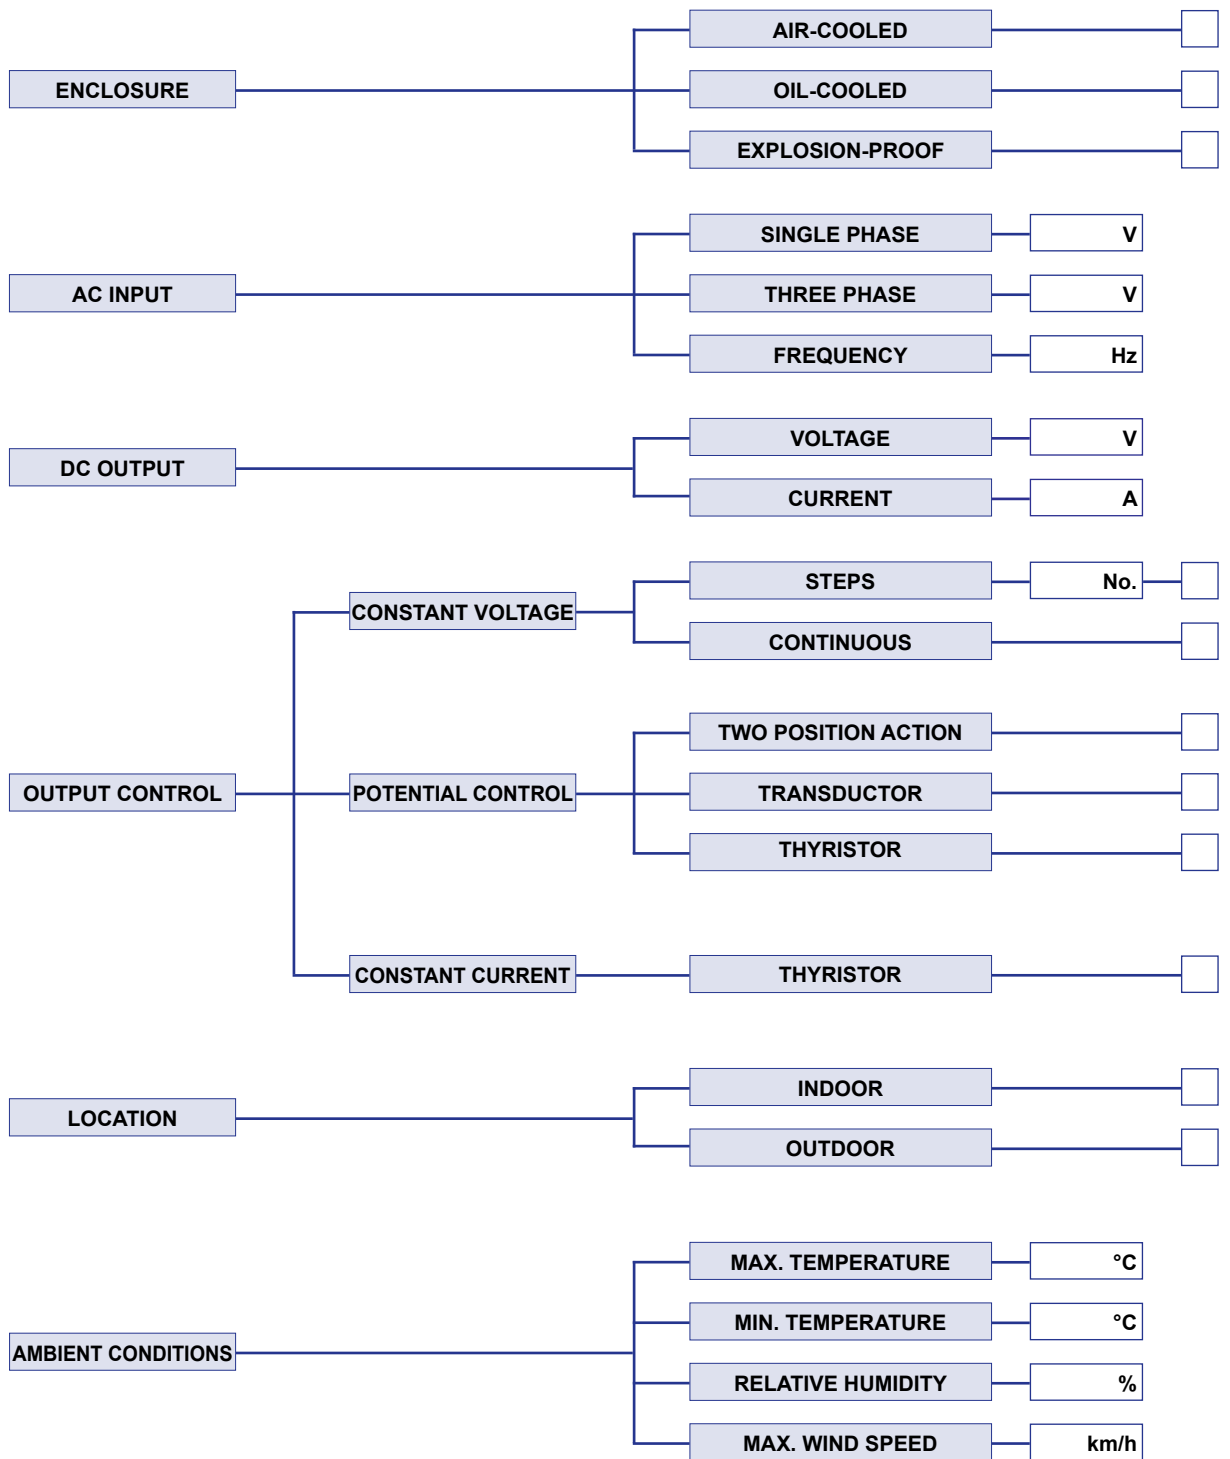 AIR-COOLED
ENCLOSURE
OIL-COOLED
EXPLOSION-PROOF
SINGLE PHASE V
AC INPUT
THREE PHASE V
FREQUENCY Hz
VOLTAGE V
DC OUTPUT
CURRENT A
STEPS No.
CONSTANT VOLTAGE
CONTINUOUS
TWO POSITION ACTION
OUTPUT CONTROL
POTENTIAL CONTROL
TRANSDUCTOR
THYRISTOR
CONSTANT CURRENT
THYRISTOR
INDOOR
LOCATION
OUTDOOR
MAX. TEMPERATURE °C
MIN. TEMPERATURE °C
AMBIENT CONDITIONS
RELATIVE HUMIDITY %
MAX. WIND SPEED km/h